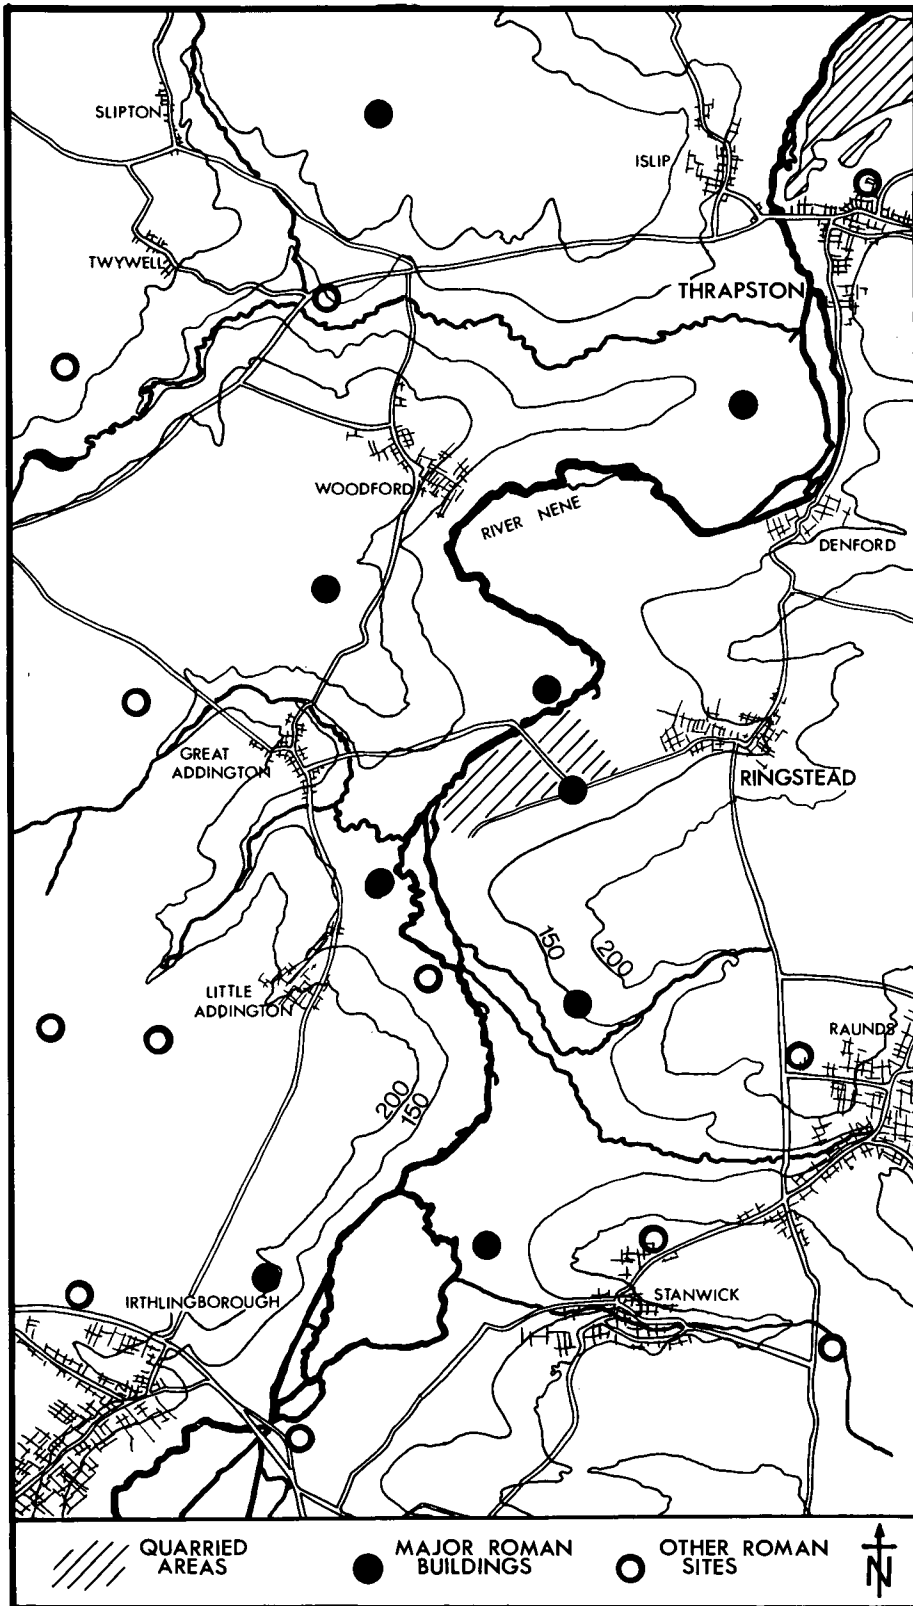 SLIPTON
ISLIP
TWYWELL
THRAPSTON
WOODFORD
RIVER NENE
DENFORD
GREAT
ADDINGTON
RINGSTEAD
150
200
LITTLE
ADDINGTON
RAUNDS
200
150
IRTHLINGBOROUGH
STANWICK
QUARRIED
AREAS
MAJOR ROMAN
BUILDINGS
OTHER ROMAN
SITES
N